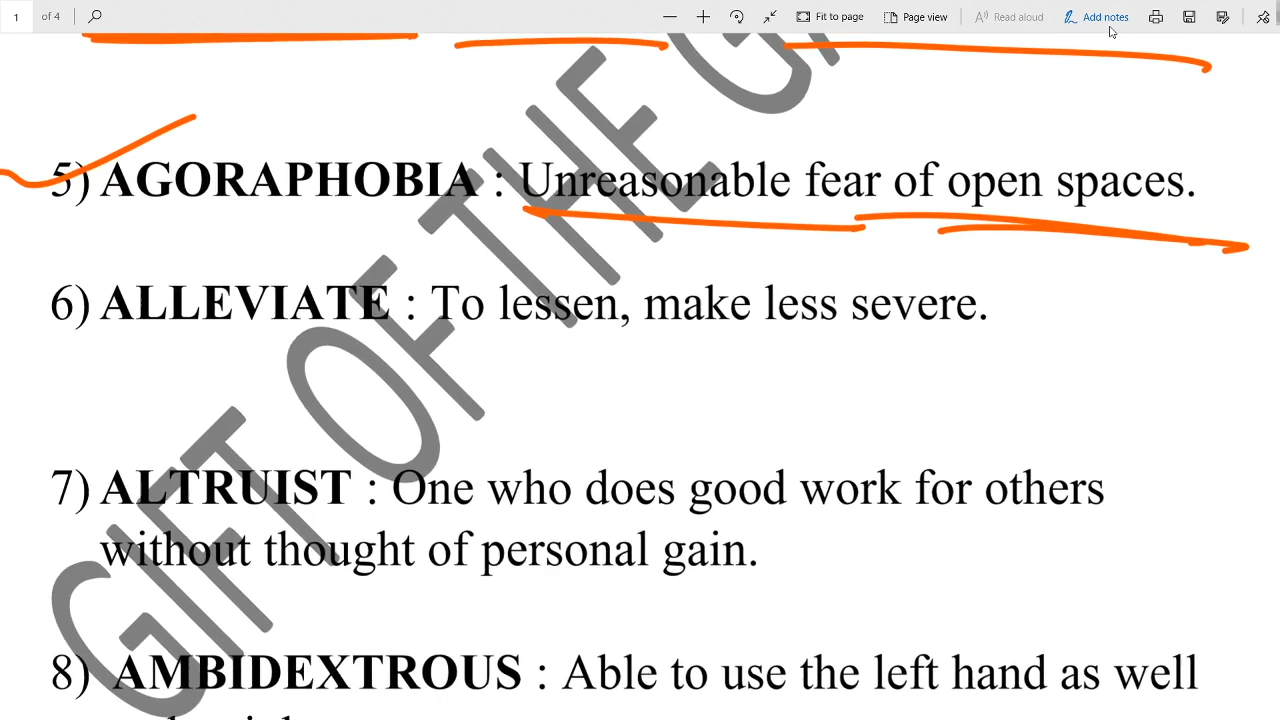 1 of 4 Fit to page Page view Read aloud Add notes
5) AGORAPHOBIA : Unreasonable fear of open spaces.
6) ALLEVIATE : To lessen, make less severe.
7) ALTRUIST : One who does good work for others
without thought of personal gain.
8) AMBIDEXTROUS : Able to use the left hand as well
GIFT OF THE